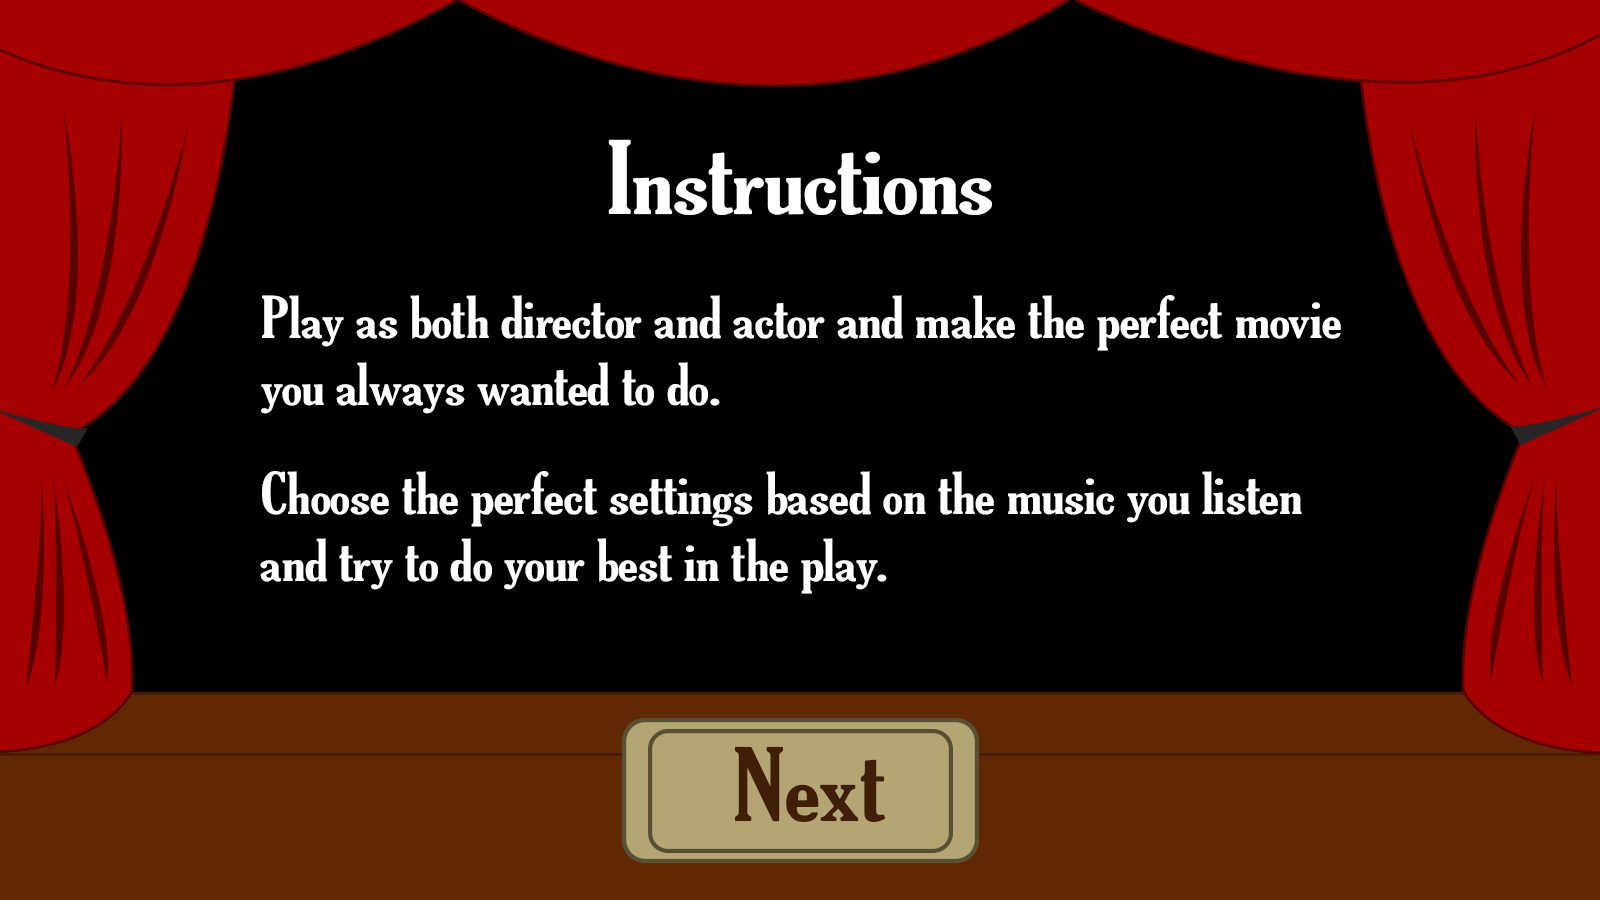 Instructions
Play as both director and actor and make the perfect movie
you always wanted to do.
Choose the perfect settings based on the music you listen
and try to do your best in the play.
Next